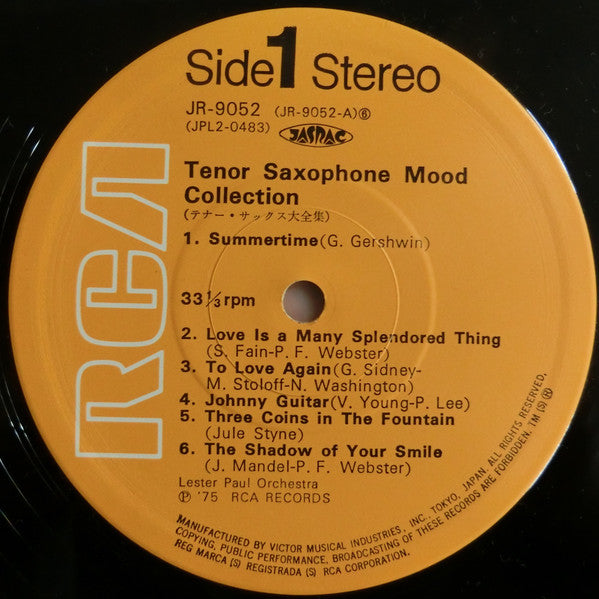 Side 1 Stereo
JR-9052 (JR-9052-A)⑥
(JPL2-0483) JASRAC
RCA
Tenor Saxophone Mood
Collection
(テナー・サックス大全集)
1. Summertime(G. Gershwin)
33⅓rpm
2. Love Is a Many Splendored Thing
(S. Fain-P. F. Webster)
3. To Love Again(G. Sidney-
M. Stoloff-N. Washington)
4. Johnny Guitar(V. Young-P. Lee)
5. Three Coins in The Fountain
(Jule Styne)
6. The Shadow of Your Smile
(J. Mandel-P. F. Webster)
Lester Paul Orchestra
Ⓟ '75 RCA RECORDS
MANUFACTURED BY VICTOR MUSICAL INDUSTRIES, INC. TOKYO, JAPAN. ALL RIGHTS RESERVED.
COPYING, PUBLIC PERFORMANCE, BROADCASTING OF THESE RECORDS ARE FORBIDDEN. TM(S)®
REG MARCA(S) REGISTRADA(S) RCA CORPORATION.